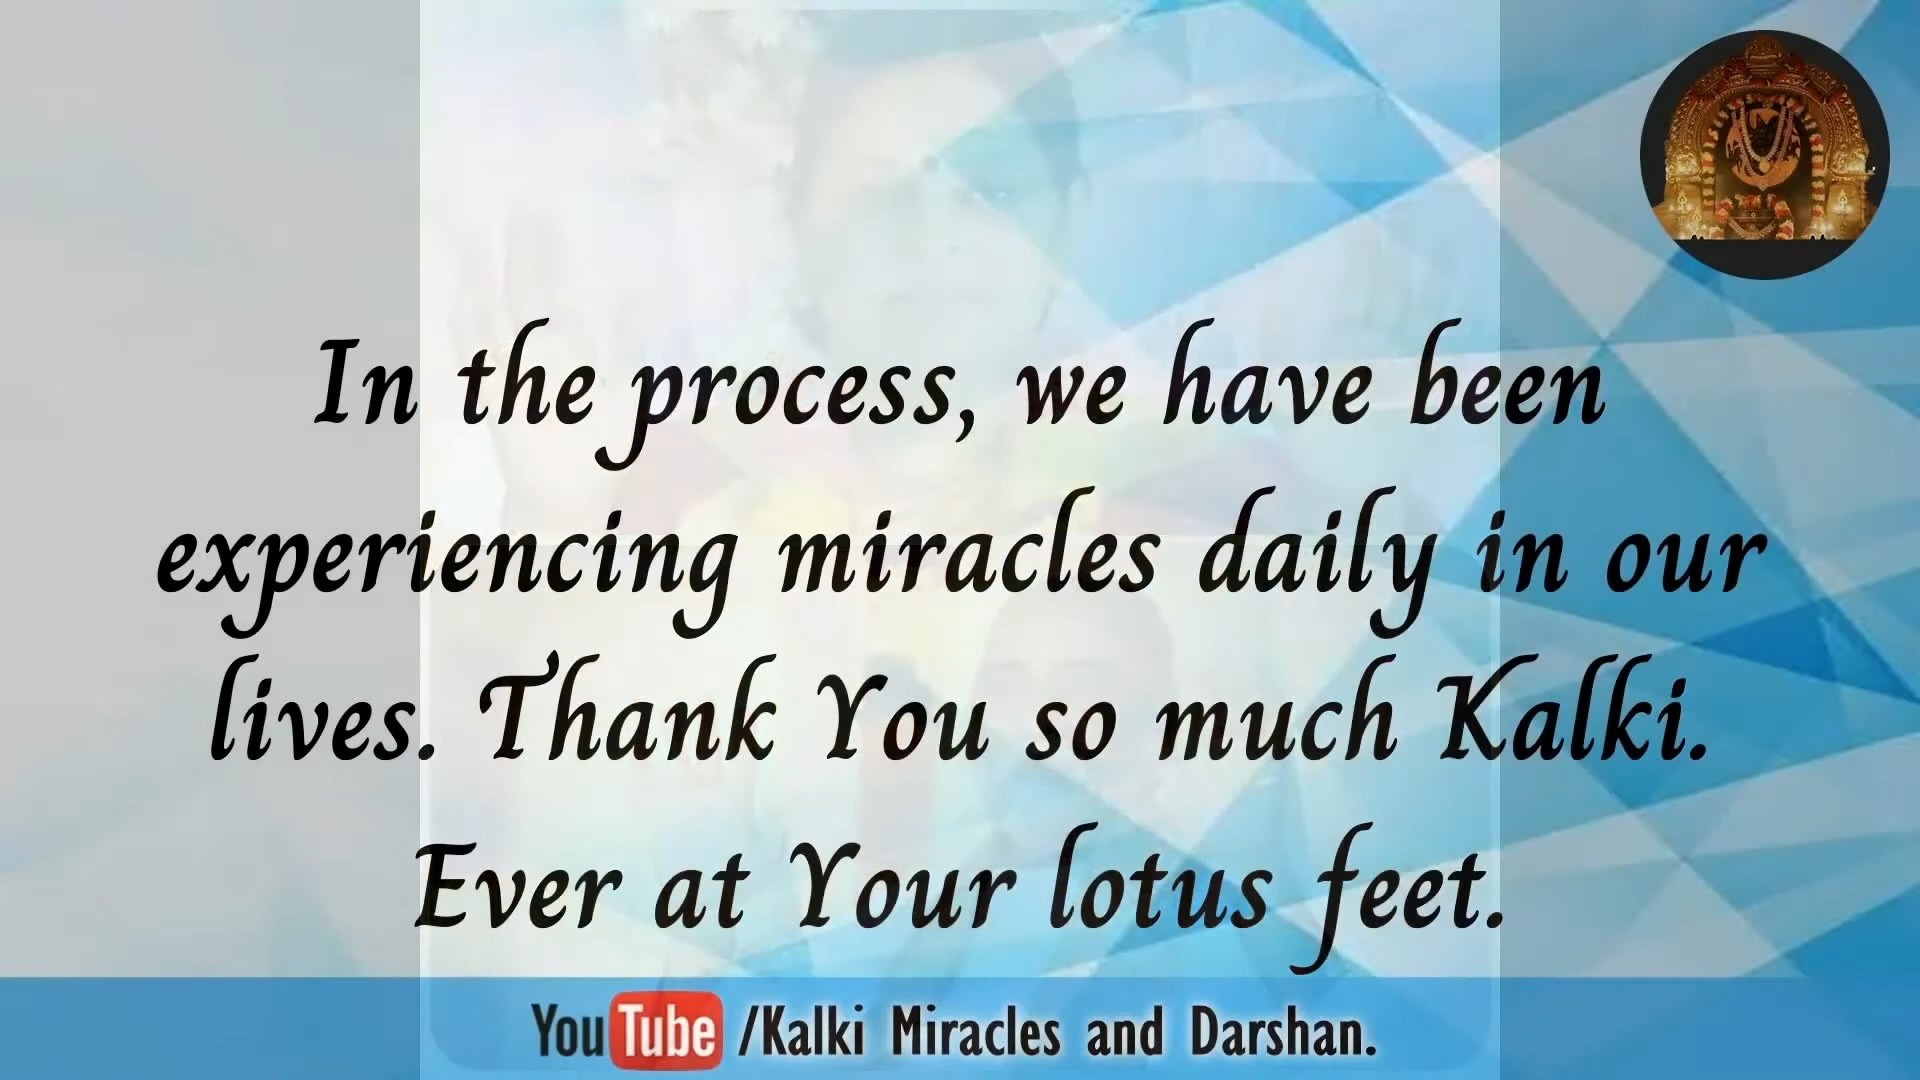 In the process, we have been
experiencing miracles daily in our
lives. Thank You so much Kalki.
Ever at Your lotus feet.
YouTube /Kalki Miracles and Darshan.